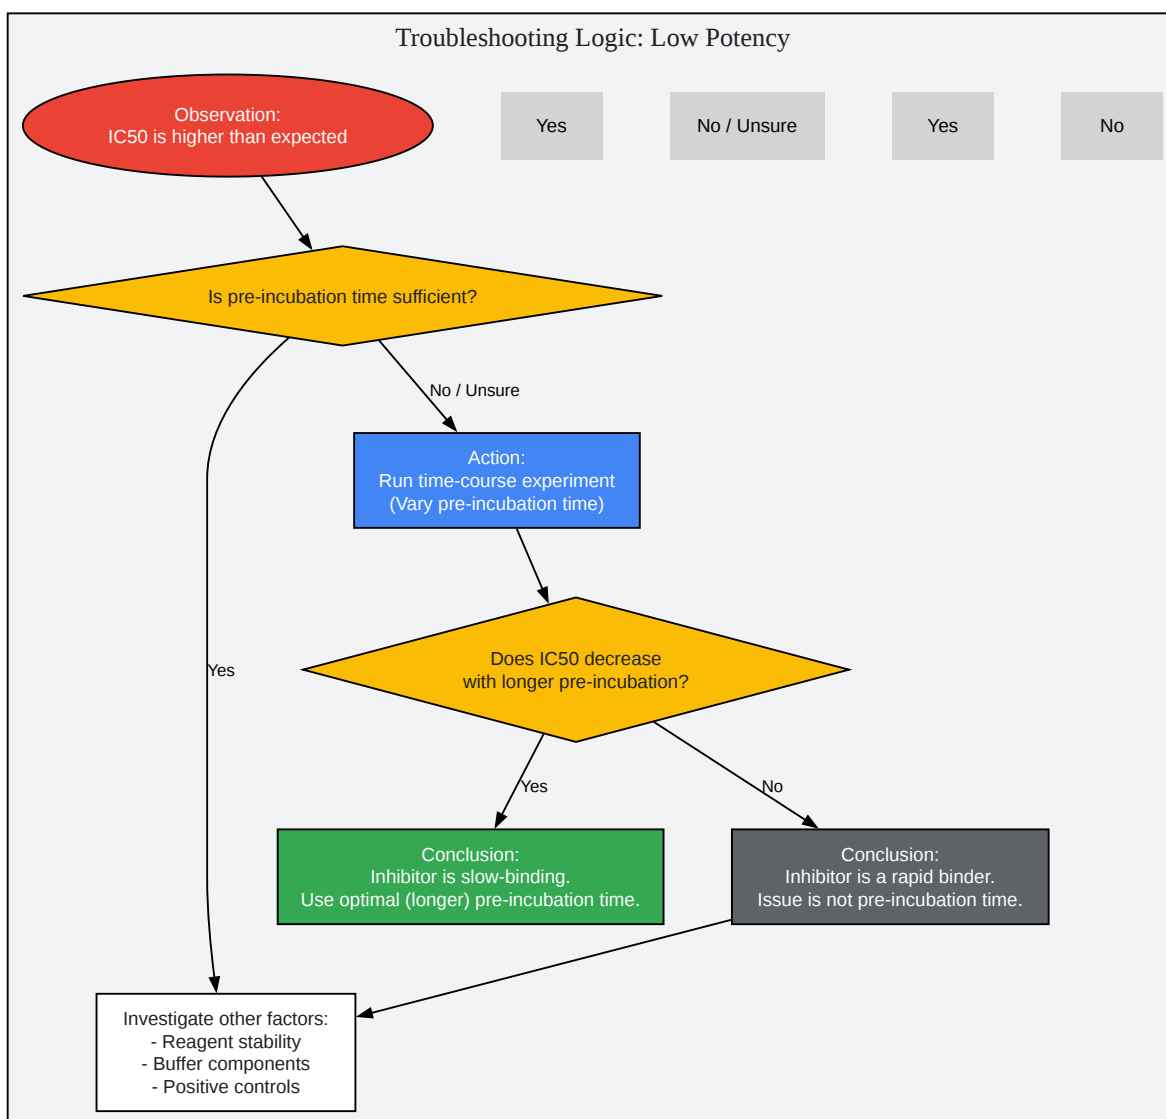 Troubleshooting Logic: Low Potency
Observation:
IC50 is higher than expected
Yes
No / Unsure
Yes
No
Is pre-incubation time sufficient?
No / Unsure
Action:
Run time-course experiment
(Vary pre-incubation time)
Yes
Does IC50 decrease
with longer pre-incubation?
Yes
No
Conclusion:
Inhibitor is slow-binding.
Use optimal (longer) pre-incubation time.
Conclusion:
Inhibitor is a rapid binder.
Issue is not pre-incubation time.
Investigate other factors:
- Reagent stability
- Buffer components
- Positive controls